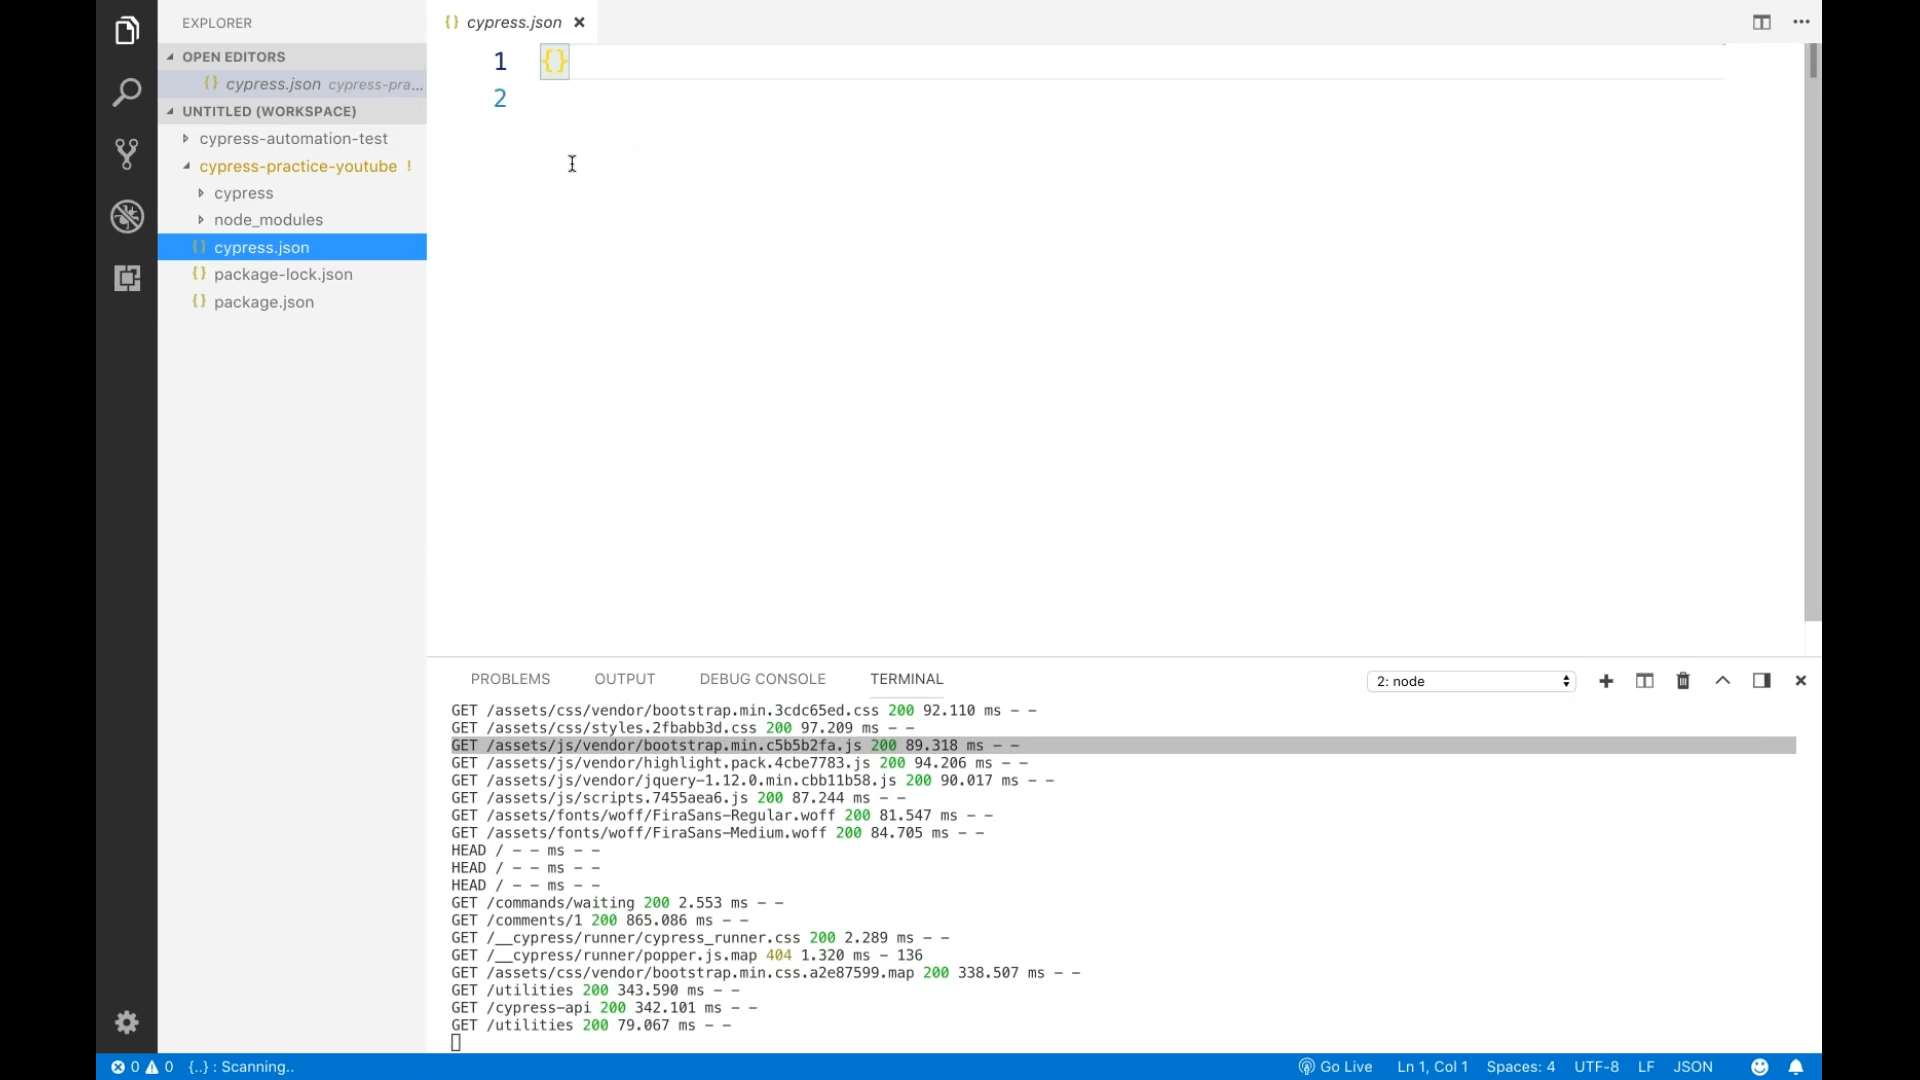 EXPLORER
OPEN EDITORS
{} cypress.json cypress-pra...
UNTITLED (WORKSPACE)
cypress-automation-test
cypress-practice-youtube !
cypress
node_modules
{} cypress.json
{} package-lock.json
{} package.json
{} cypress.json
1 {}
2
PROBLEMS OUTPUT DEBUG CONSOLE TERMINAL 2: node
GET /assets/css/vendor/bootstrap.min.3cdc65ed.css 200 92.110 ms - -
GET /assets/css/styles.2fbabb3d.css 200 97.209 ms - -
GET /assets/js/vendor/bootstrap.min.c5b5b2fa.js 200 89.318 ms - -
GET /assets/js/vendor/highlight.pack.4cbe7783.js 200 94.206 ms - -
GET /assets/js/vendor/jquery-1.12.0.min.cbb11b58.js 200 90.017 ms - -
GET /assets/js/scripts.7455aea6.js 200 87.244 ms - -
GET /assets/fonts/woff/FiraSans-Regular.woff 200 81.547 ms - -
GET /assets/fonts/woff/FiraSans-Medium.woff 200 84.705 ms - -
HEAD / - - ms - -
HEAD / - - ms - -
HEAD / - - ms - -
GET /commands/waiting 200 2.553 ms - -
GET /comments/1 200 865.086 ms - -
GET /__cypress/runner/cypress_runner.css 200 2.289 ms - -
GET /__cypress/runner/popper.js.map 404 1.320 ms - 136
GET /assets/css/vendor/bootstrap.min.css.a2e87599.map 200 338.507 ms - -
GET /utilities 200 343.590 ms - -
GET /cypress-api 200 342.101 ms - -
GET /utilities 200 79.067 ms - -
0 0 {..} : Scanning.. Go Live Ln 1, Col 1 Spaces: 4 UTF-8 LF JSON